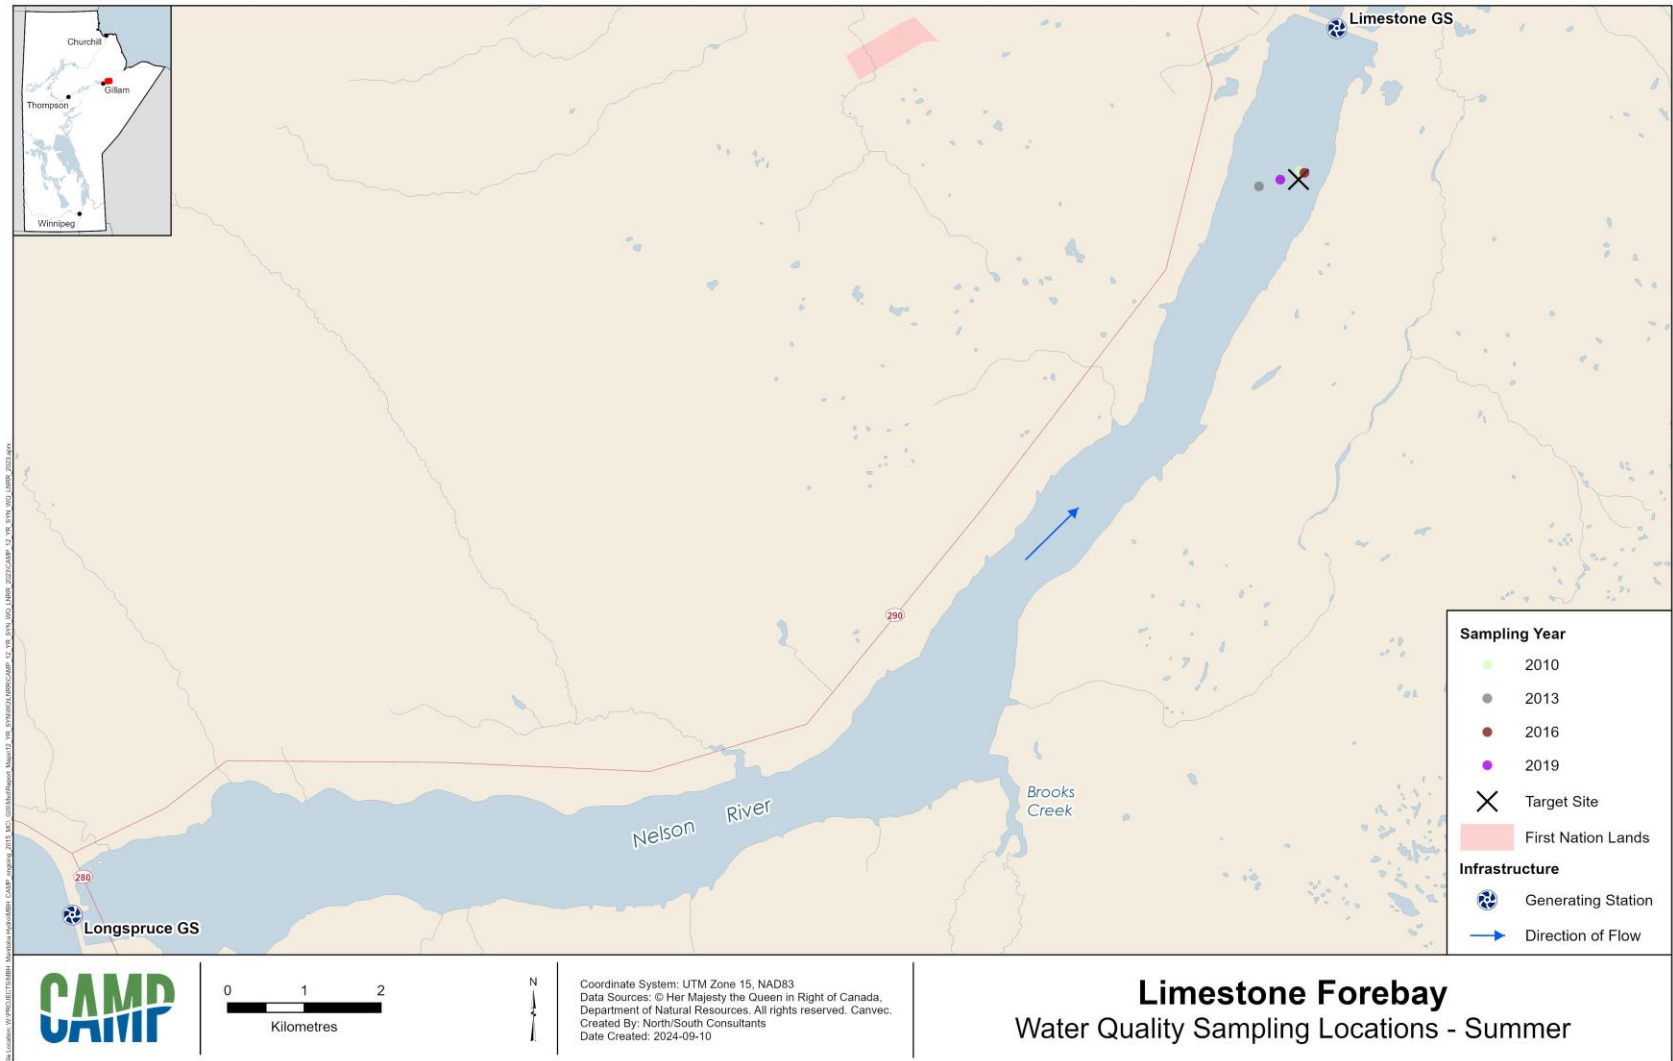 Churchill
Gillam
Thompson
Winnipeg
Limestone GS
290
Nelson River
Brooks
Creek
280
Longspruce GS
Sampling Year
2010
2013
2016
2019
Target Site
First Nation Lands
Infrastructure
Generating Station
Direction of Flow
CAMP
0 1 2
Kilometres
N
Coordinate System: UTM Zone 15, NAD83
Data Sources: © Her Majesty the Queen in Right of Canada,
Department of Natural Resources. All rights reserved. Canvec.
Created By: North/South Consultants
Date Created: 2024-09-10
Limestone Forebay
Water Quality Sampling Locations - Summer